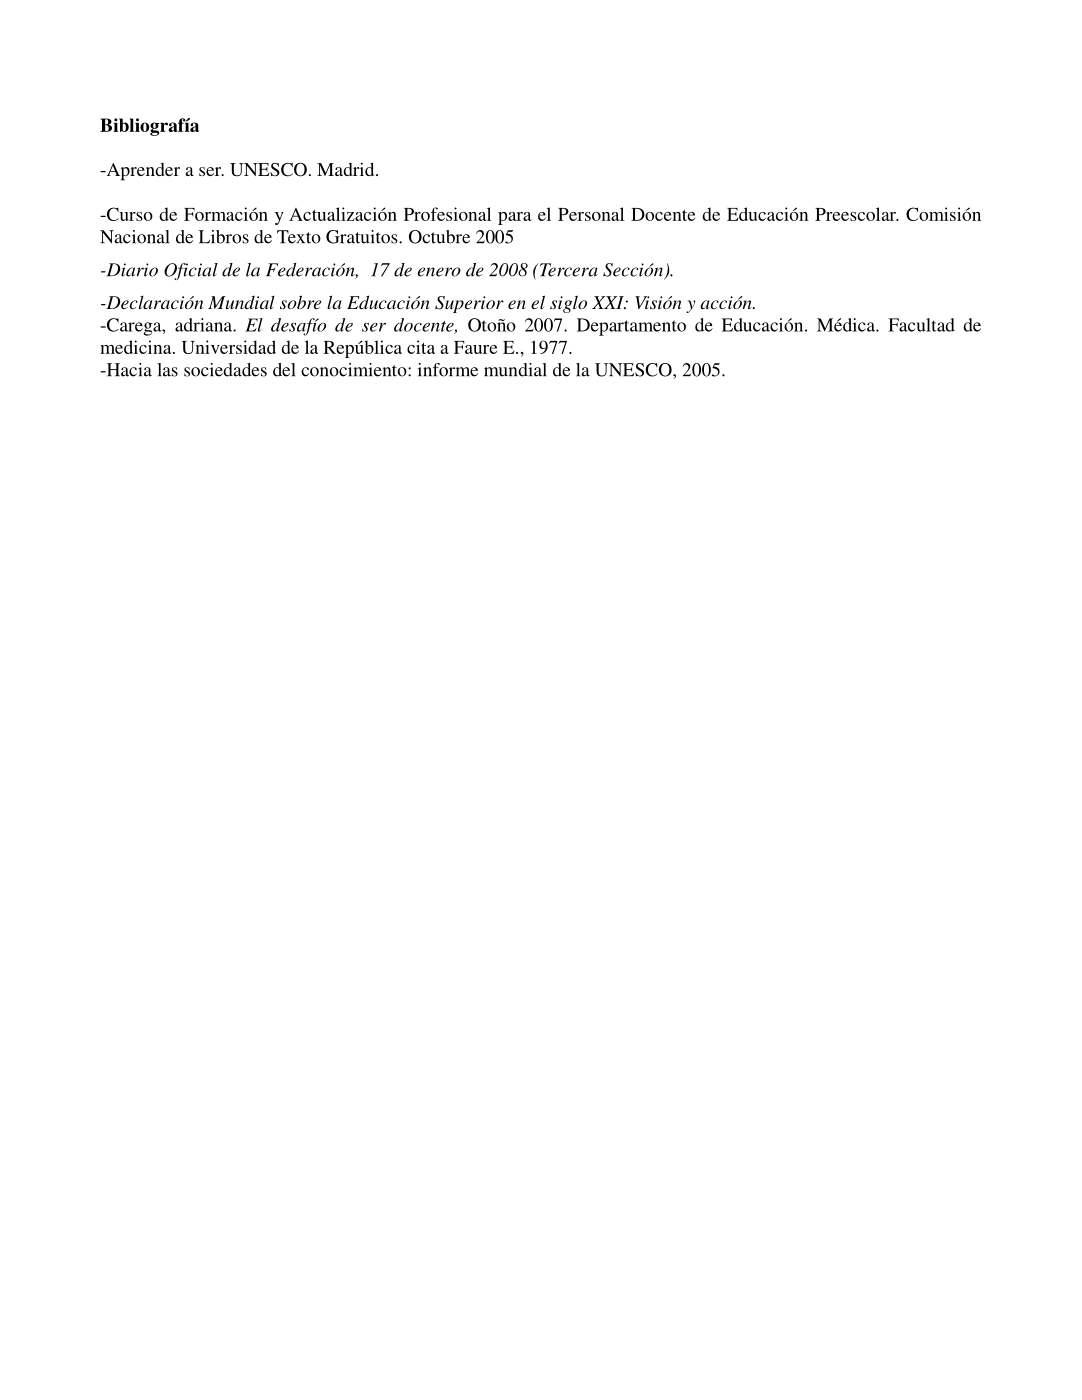 Bibliografía
-Aprender a ser. UNESCO. Madrid.
-Curso de Formación y Actualización Profesional para el Personal Docente de Educación Preescolar. Comisión
Nacional de Libros de Texto Gratuitos. Octubre 2005
-Diario Oficial de la Federación,  17 de enero de 2008 (Tercera Sección).
-Declaración Mundial sobre la Educación Superior en el siglo XXI: Visión y acción.
-Carega, adriana. El desafío de ser docente, Otoño 2007. Departamento de Educación. Médica. Facultad de
medicina. Universidad de la República cita a Faure E., 1977.
-Hacia las sociedades del conocimiento: informe mundial de la UNESCO, 2005.